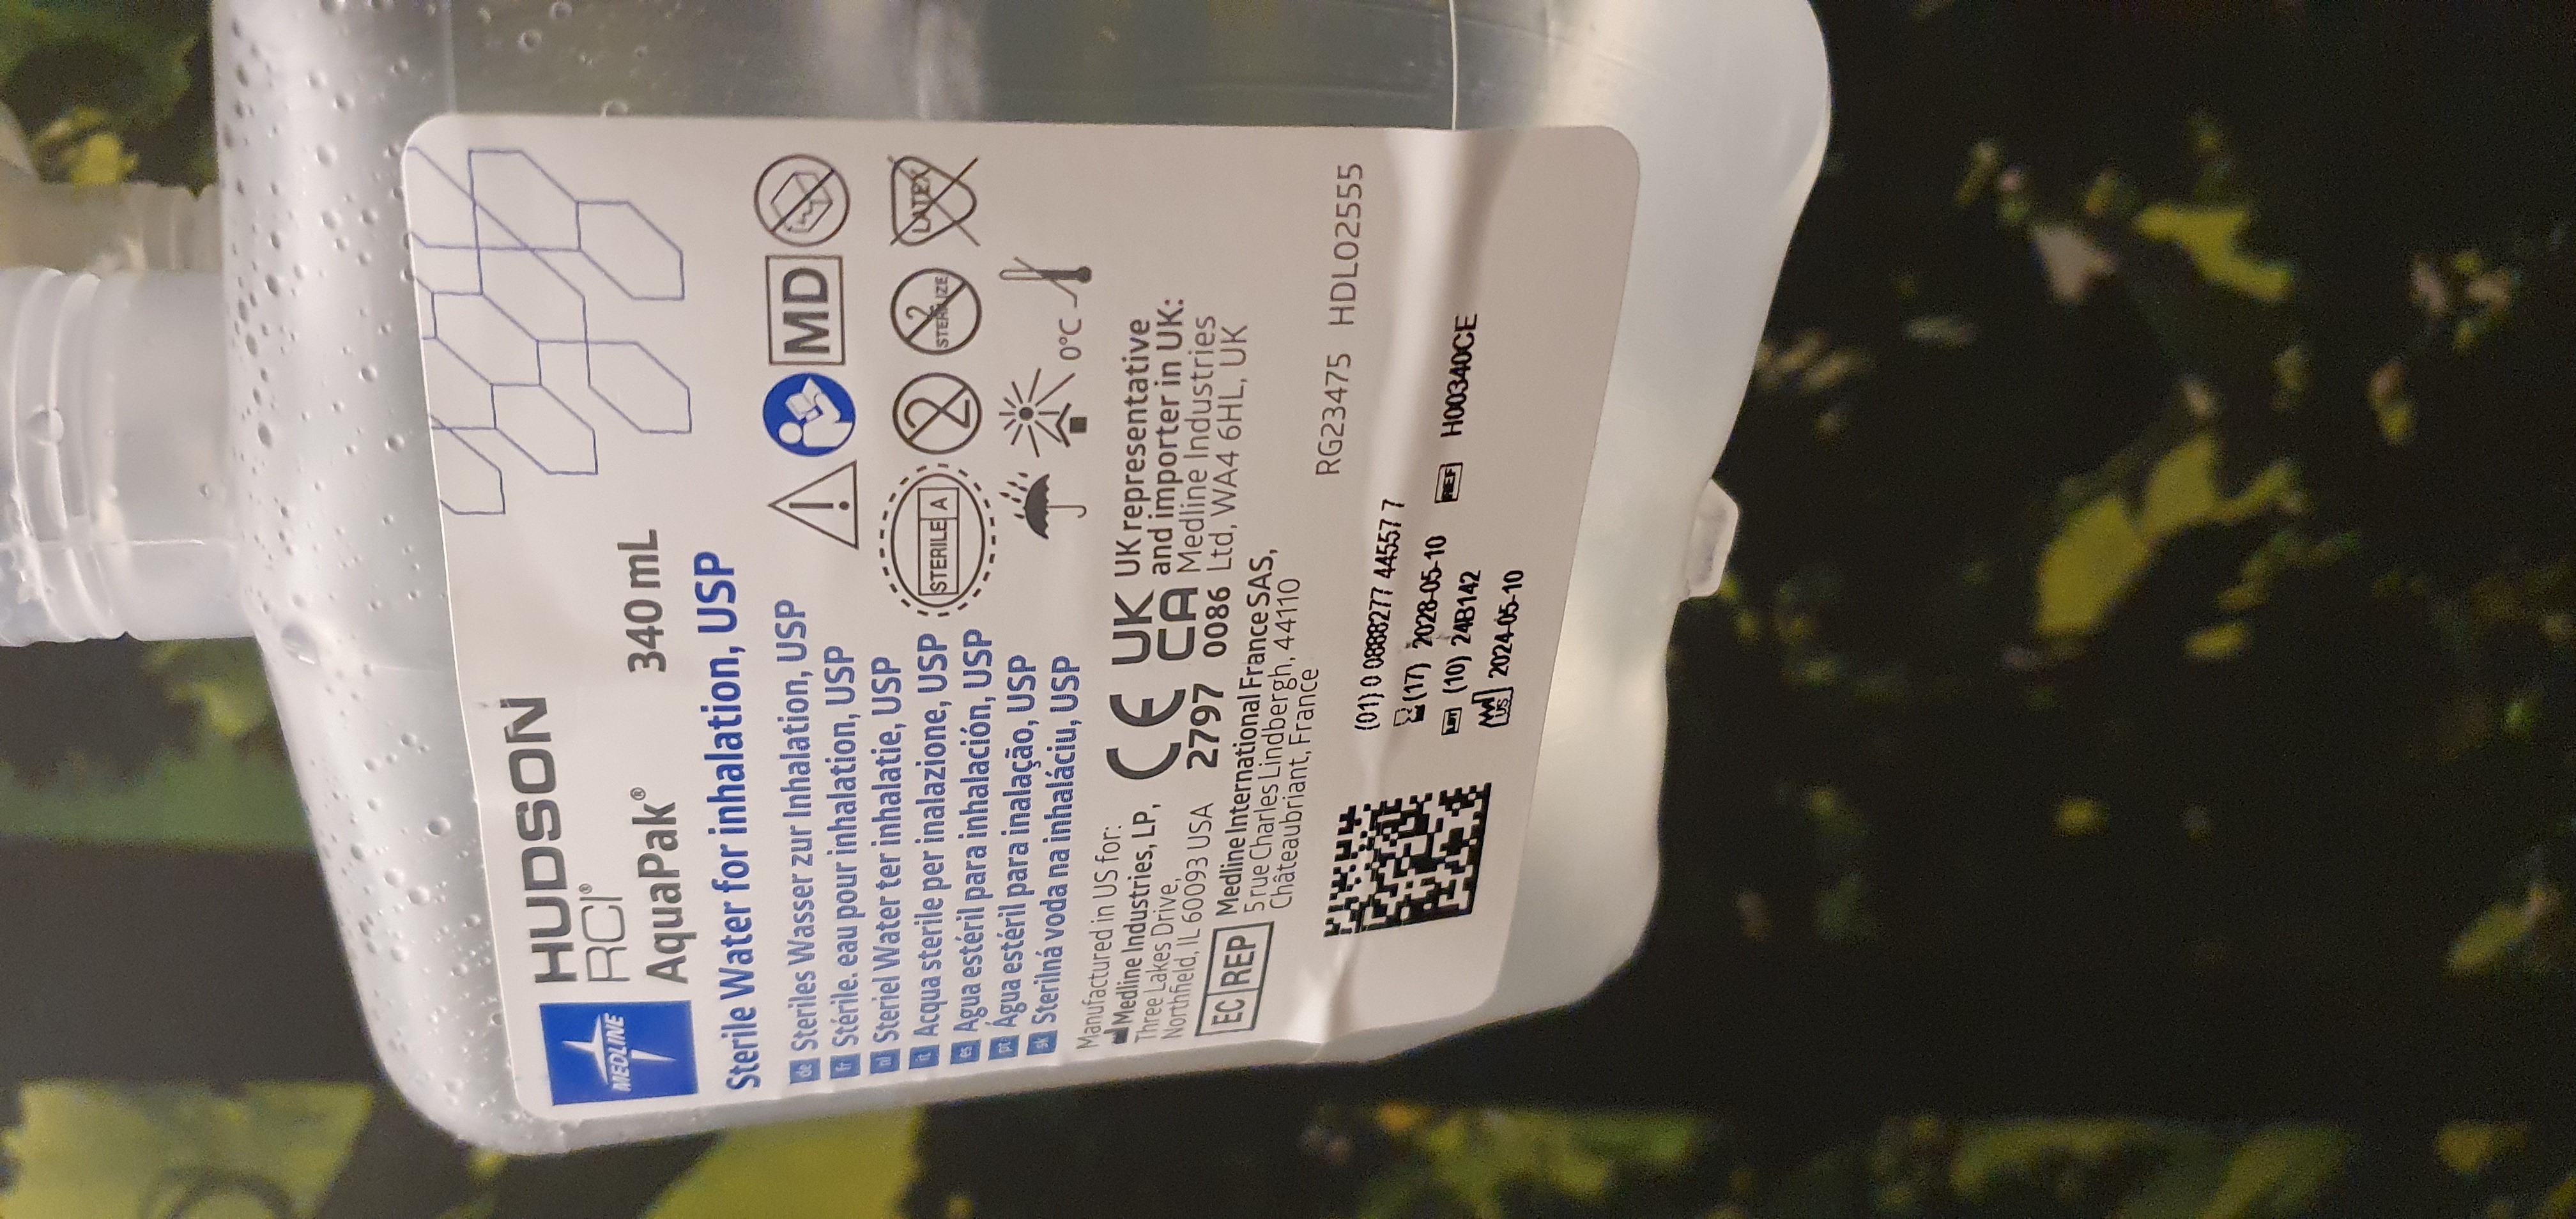 MEDLINE
HUDSON
RCI®
AquaPak® 340 mL
Sterile Water for inhalation, USP
de Steriles Wasser zur Inhalation, USP
fr Stérile. eau pour inhalation, USP
nl Steriel Water ter inhalatie, USP
it Acqua sterile per inalazione, USP
es Agua estéril para inhalación, USP
pt Água estéril para inalação, USP
sk Sterilná voda na inhaláciu, USP
MD
STERILE A
2
2 STERILIZE
LATEX
0°C
Manufactured in US for:
Medline Industries, LP,
Three Lakes Drive,
Northfield, IL 60093 USA
CE
2797
UK
CA
0086
UK representative
and importer in UK:
Medline Industries
Ltd, WA4 6HL, UK
EC REP
Medline International France SAS,
5 rue Charles Lindbergh, 44110
Châteaubriant, France
RG23475 HDL02555
(01) 0 0888277 44557 7
(17) 2028-05-10
LOT (10) 24B142
REF H00340CE
US 2024-05-10